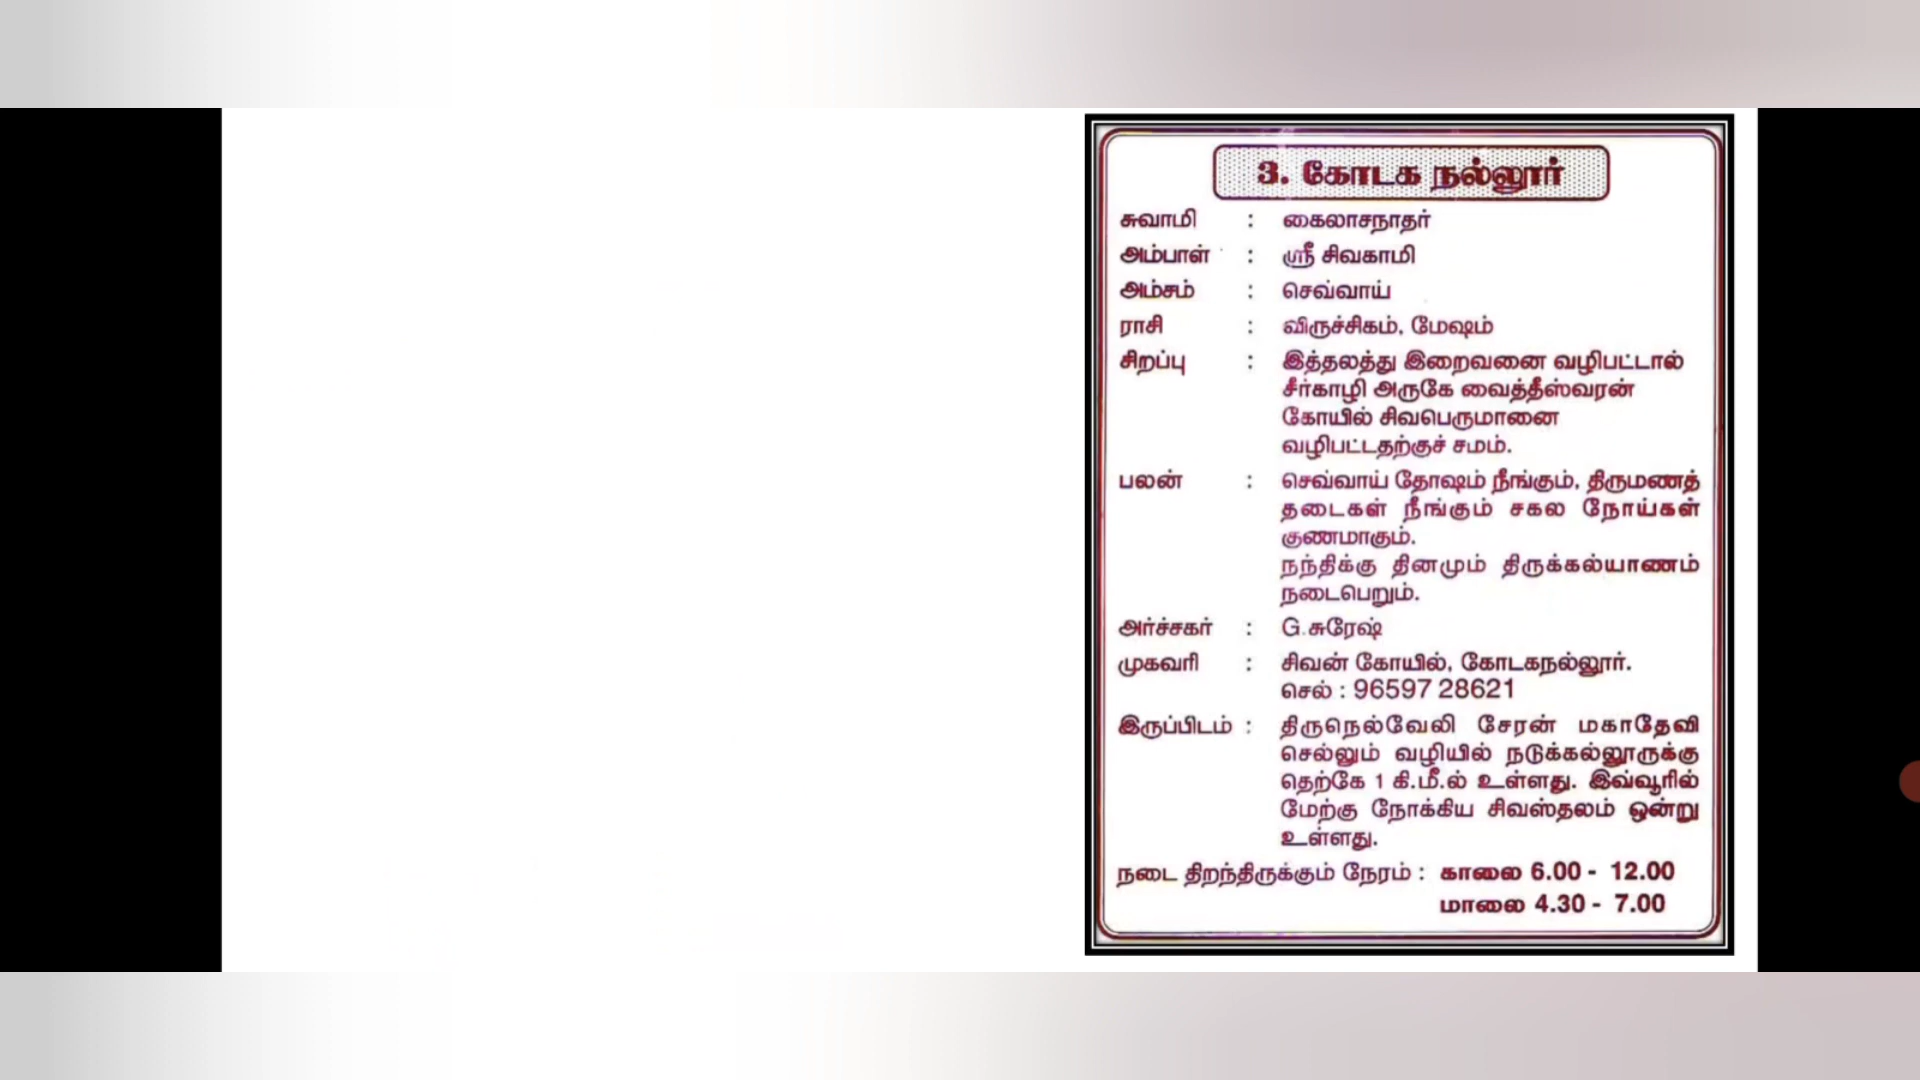 3. கோடக நல்லூர்
சுவாமி : கைலாசநாதர்
அம்பாள் : ஸ்ரீ சிவகாமி
அம்சம் : செவ்வாய்
ராசி : விருச்சிகம், மேஷம்
சிறப்பு : இத்தலத்து இறைவனை வழிபட்டால்
சீர்காழி அருகே வைத்தீஸ்வரன்
கோயில் சிவபெருமானை
வழிபட்டதற்குச் சமம்.
பலன் : செவ்வாய் தோஷம் நீங்கும், திருமணத்
தடைகள் நீங்கும் சகல நோய்கள்
குணமாகும்.
நந்திக்கு தினமும் திருக்கல்யாணம்
நடைபெறும்.
அர்ச்சகர் : G.சுரேஷ்
முகவரி : சிவன் கோயில், கோடகநல்லூர்.
செல் : 96597 28621
இருப்பிடம் : திருநெல்வேலி சேரன் மகாதேவி
செல்லும் வழியில் நடுக்கல்லூருக்கு
தெற்கே 1 கி.மீ.ல் உள்ளது. இவ்வூரில்
மேற்கு நோக்கிய சிவஸ்தலம் ஒன்று
உள்ளது.
நடை திறந்திருக்கும் நேரம் : காலை 6.00 - 12.00
மாலை 4.30 - 7.00